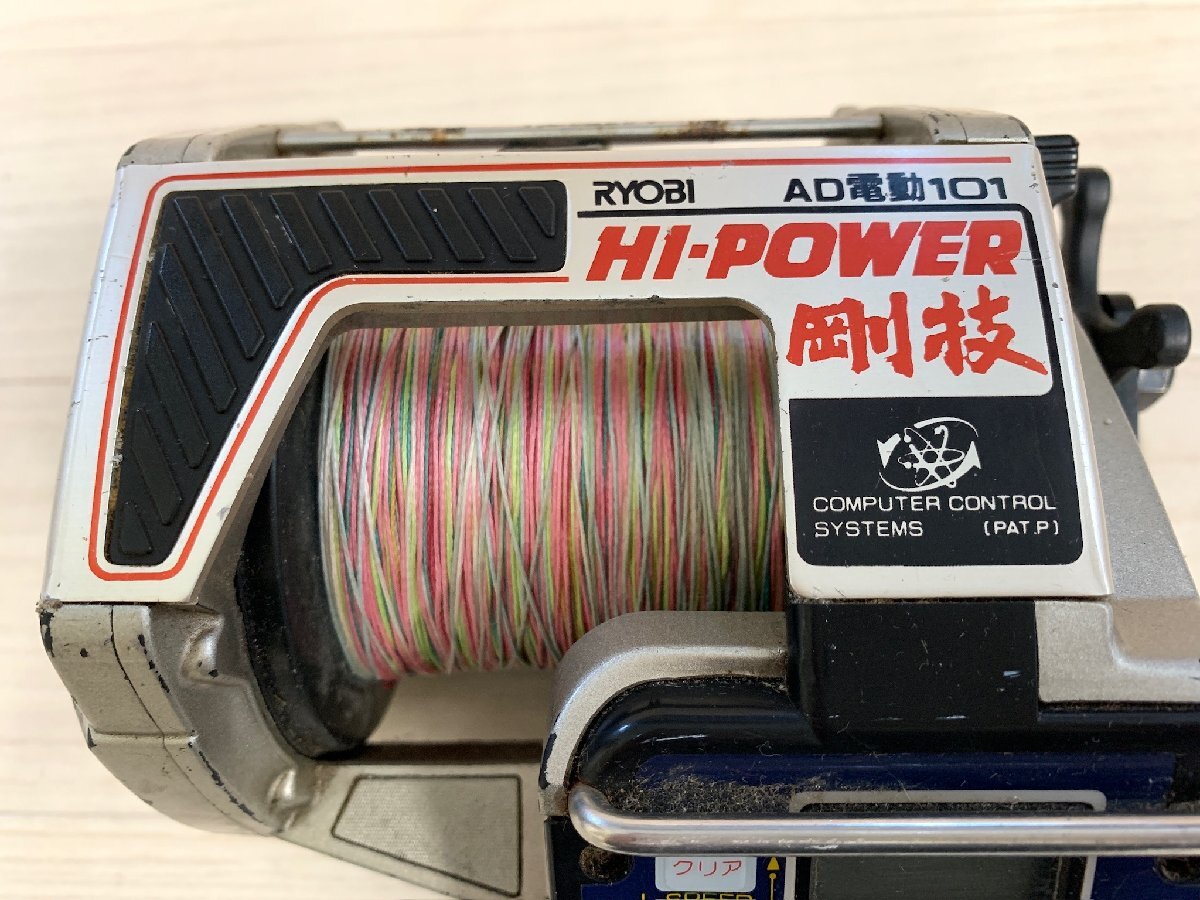 RYOBI AD電動101
HI-POWER
剛技
COMPUTER CONTROL
SYSTEMS (PAT.P)
クリア